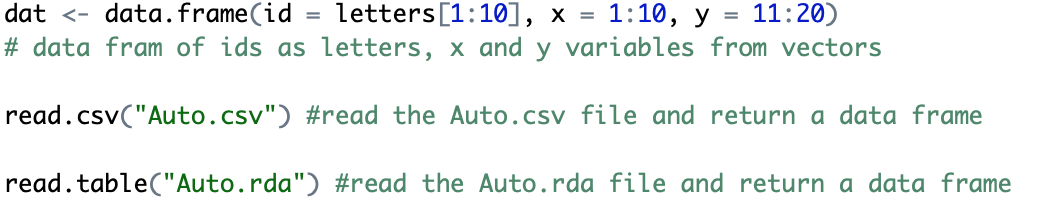 dat <- data.frame(id = letters[1:10], x = 1:10, y = 11:20)
# data fram of ids as letters, x and y variables from vectors
read.csv("Auto.csv") #read the Auto.csv file and return a data frame
read.table("Auto.rda") #read the Auto.rda file and return a data frame